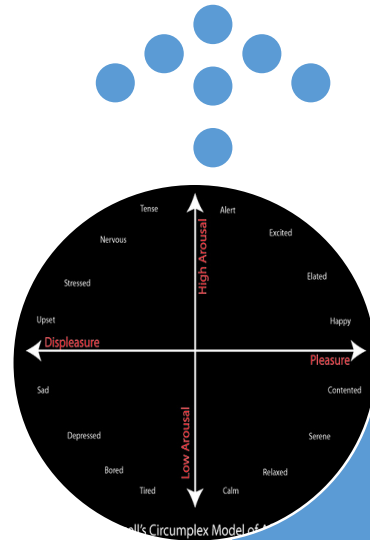 Tense
Alert
Excited
Nervous
High Arousal
Elated
Stressed
Upset
Happy
Displeasure
Pleasure
Sad
Contented
Depressed
Serene
Low Arousal
Bored
Relaxed
Tired
Calm
ell's Circumplex Model of A